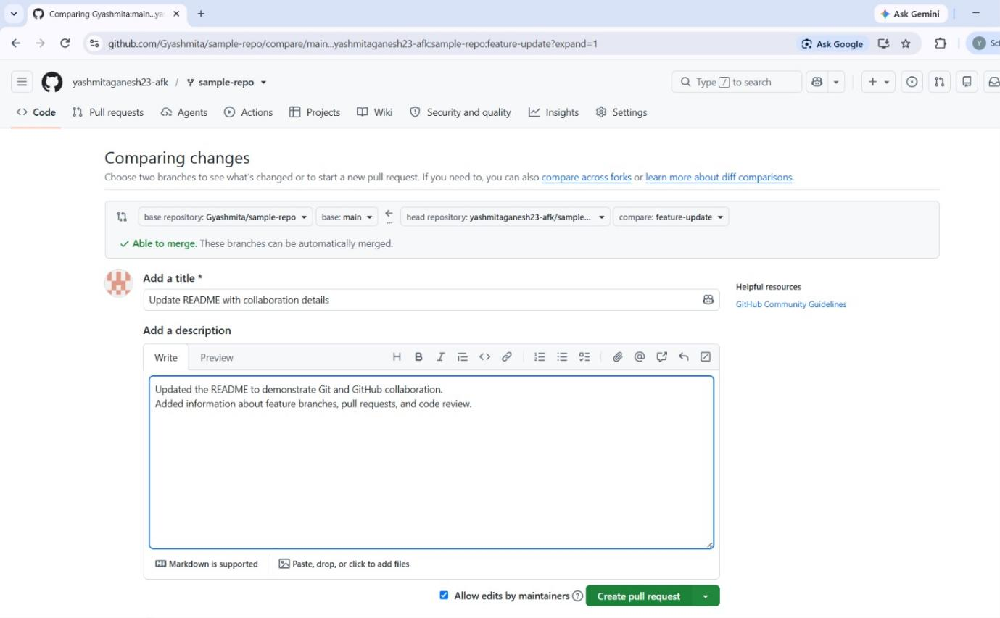 Comparing Gyashmita:main...ya
Ask Gemini
github.com/Gyashmita/sample-repo/compare/main...yashmitaganesh23-afk:sample-repo:feature-update?expand=1
Ask Google
Y
yashmitaganesh23-afk / sample-repo
Type / to search
Code Pull requests Agents Actions Projects Wiki Security and quality Insights Settings
Comparing changes
Choose two branches to see what's changed or to start a new pull request. If you need to, you can also compare across forks or learn more about diff comparisons.
base repository: Gyashmita/sample-repo base: main ... head repository: yashmitaganesh23-afk/sample... compare: feature-update
Able to merge. These branches can be automatically merged.
Add a title *
Update README with collaboration details
Helpful resources
GitHub Community Guidelines
Add a description
Write Preview
H B I
Updated the README to demonstrate Git and GitHub collaboration.
Added information about feature branches, pull requests, and code review.
Markdown is supported
Paste, drop, or click to add files
Allow edits by maintainers
Create pull request